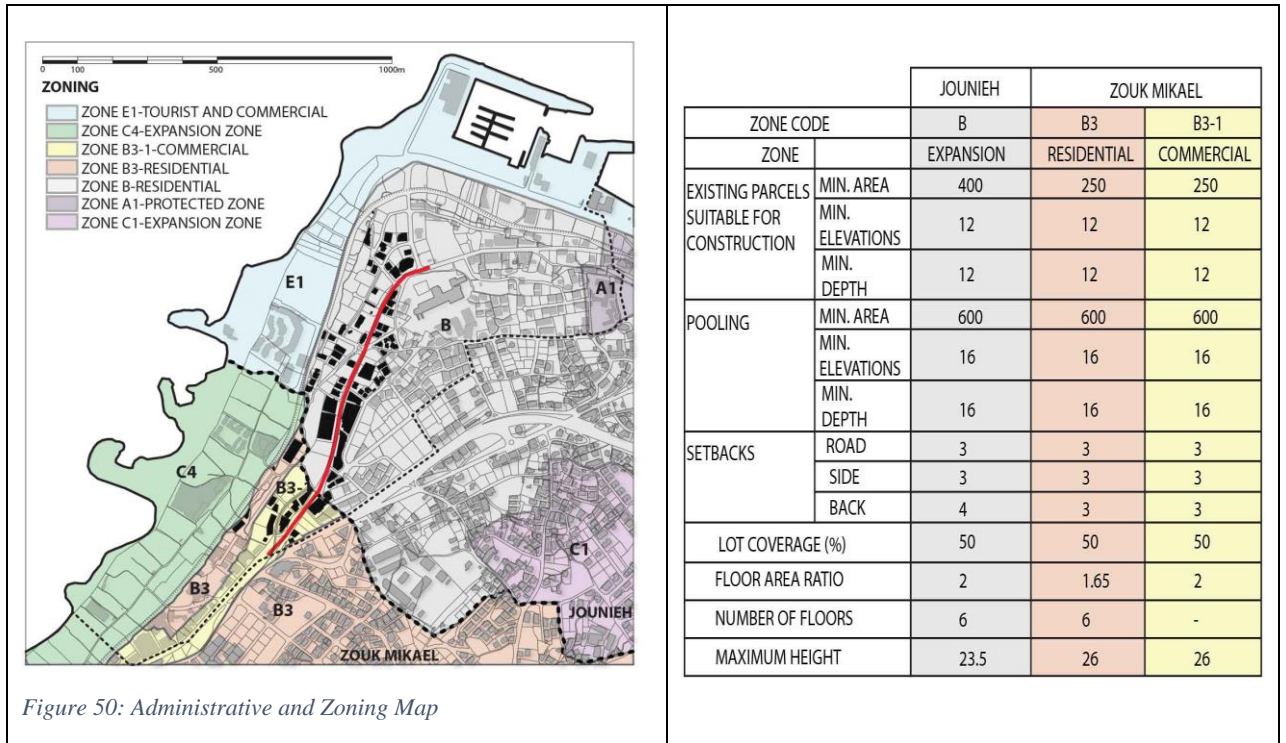 0 100 500 1000m
ZONING
ZONE E1-TOURIST AND COMMERCIAL
ZONE C4-EXPANSION ZONE
ZONE B3-1-COMMERCIAL
ZONE B3-RESIDENTIAL
ZONE B-RESIDENTIAL
ZONE A1-PROTECTED ZONE
ZONE C1-EXPANSION ZONE
E1
A1
B
C4
B3-1
C1
B3
B3
JOUNIEH
ZOUK MIKAEL
Figure 50: Administrative and Zoning Map
JOUNIEH ZOUK MIKAEL
ZONE CODE B B3 B3-1
ZONE EXPANSION RESIDENTIAL COMMERCIAL
EXISTING PARCELS SUITABLE FOR CONSTRUCTION MIN. AREA 400 250 250
MIN. ELEVATIONS 12 12 12
MIN. DEPTH 12 12 12
POOLING MIN. AREA 600 600 600
MIN. ELEVATIONS 16 16 16
MIN. DEPTH 16 16 16
SETBACKS ROAD 3 3 3
SIDE 3 3 3
BACK 4 3 3
LOT COVERAGE (%) 50 50 50
FLOOR AREA RATIO 2 1.65 2
NUMBER OF FLOORS 6 6 -
MAXIMUM HEIGHT 23.5 26 26